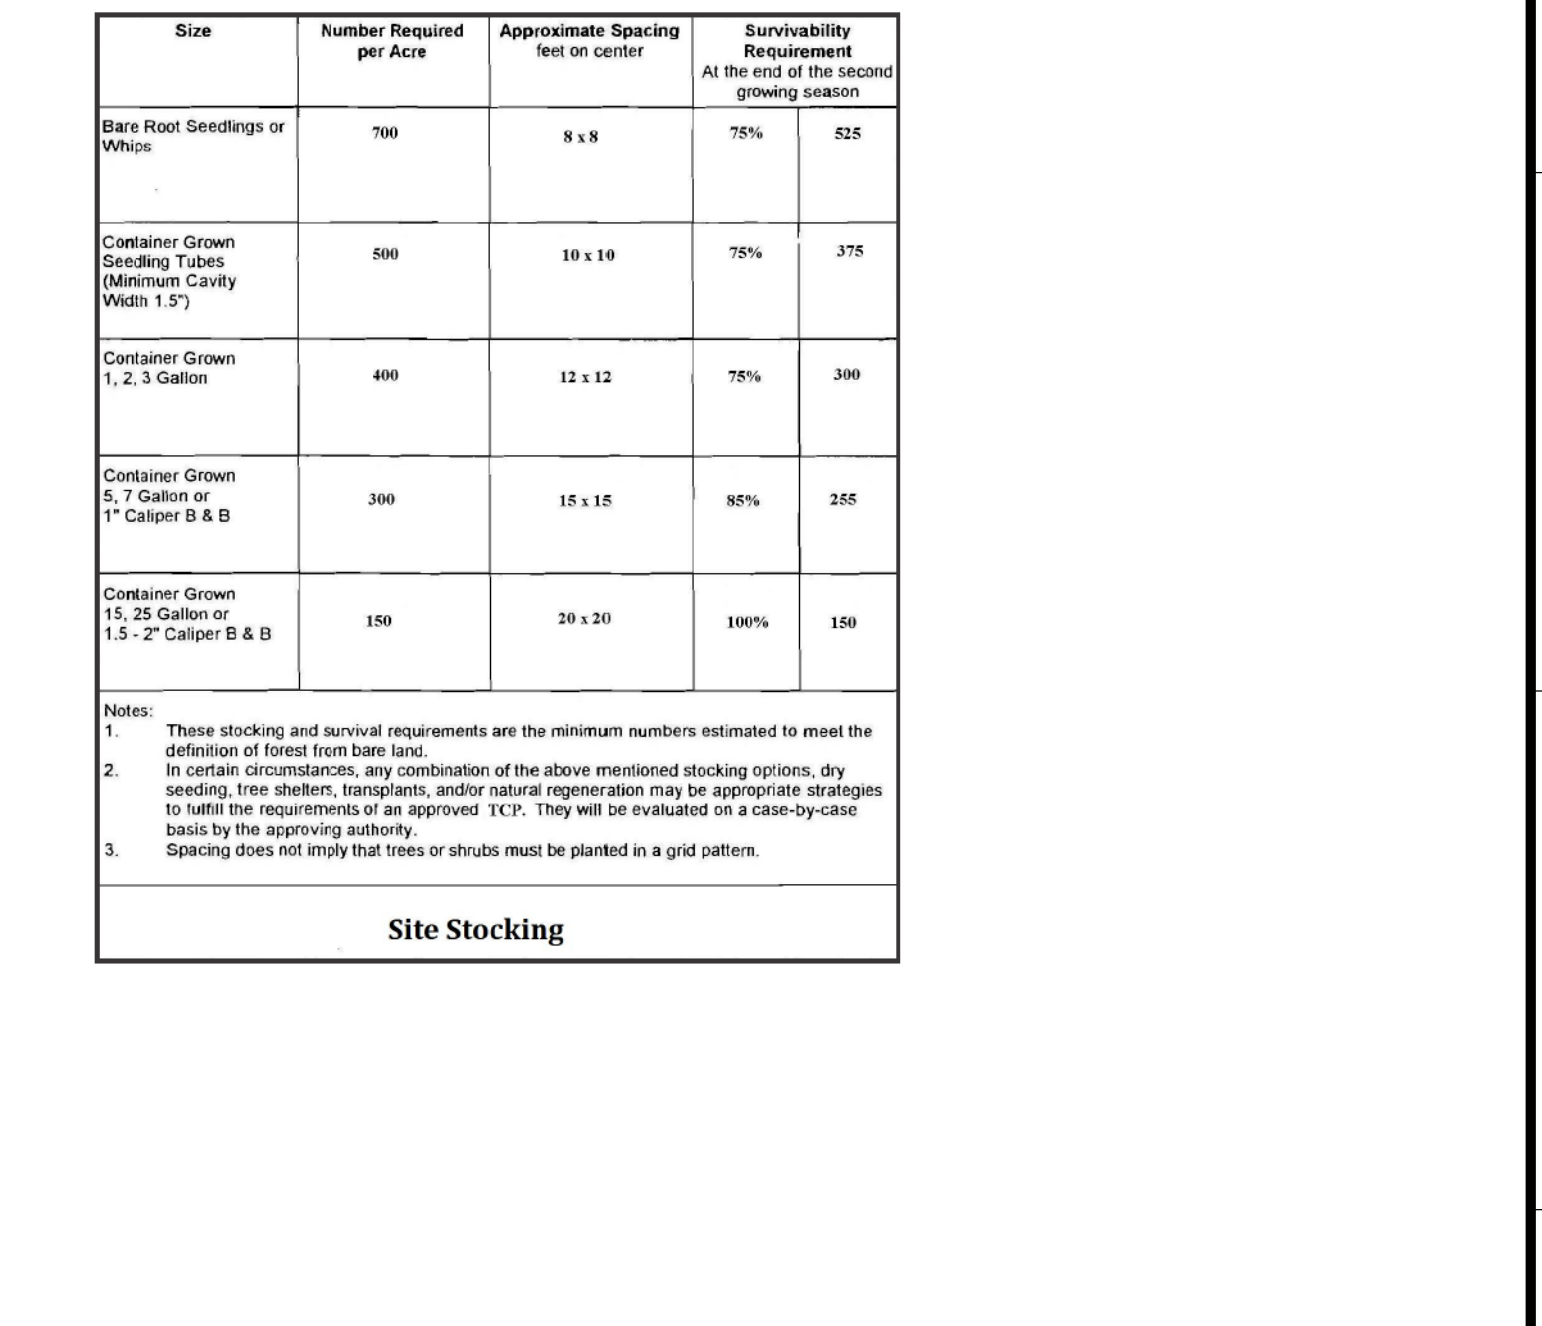 Size
Number Required
per Acre
Approximate Spacing
feet on center
Survivability
Requirement
At the end of the second
growing season
Bare Root Seedlings or
Whips
700
8 x 8
75%
525
Container Grown
Seedling Tubes
(Minimum Cavity
Width 1.5")
500
10 x 10
75%
375
Container Grown
1, 2, 3 Gallon
400
12 x 12
75%
300
Container Grown
5, 7 Gallon or
1" Caliper B & B
300
15 x 15
85%
255
Container Grown
15, 25 Gallon or
1.5 - 2" Caliper B & B
150
20 x 20
100%
150
Notes:
1. These stocking and survival requirements are the minimum numbers estimated to meet the
definition of forest from bare land.
2. In certain circumstances, any combination of the above mentioned stocking options, dry
seeding, tree shelters, transplants, and/or natural regeneration may be appropriate strategies
to fulfill the requirements of an approved TCP. They will be evaluated on a case-by-case
basis by the approving authority.
3. Spacing does not imply that trees or shrubs must be planted in a grid pattern.
Site Stocking